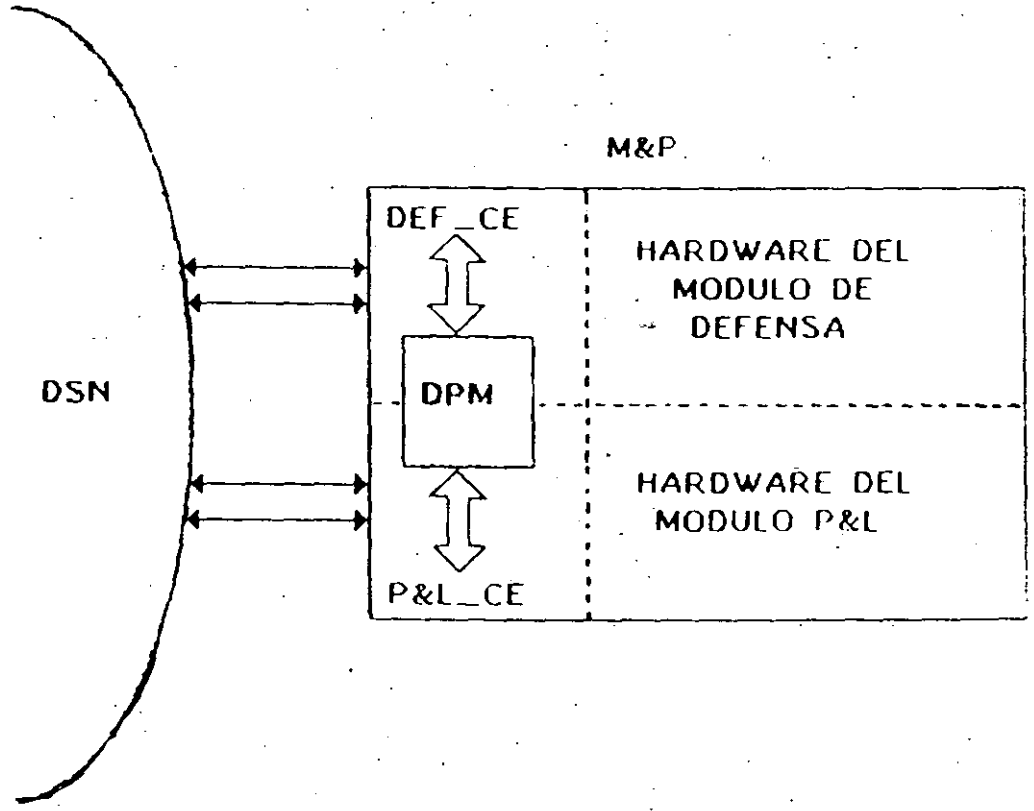 M&P
DEF_CE
HARDWARE DEL
MODULO DE
DEFENSA
DSN
DPM
HARDWARE DEL
MODULO P&L
P&L_CE